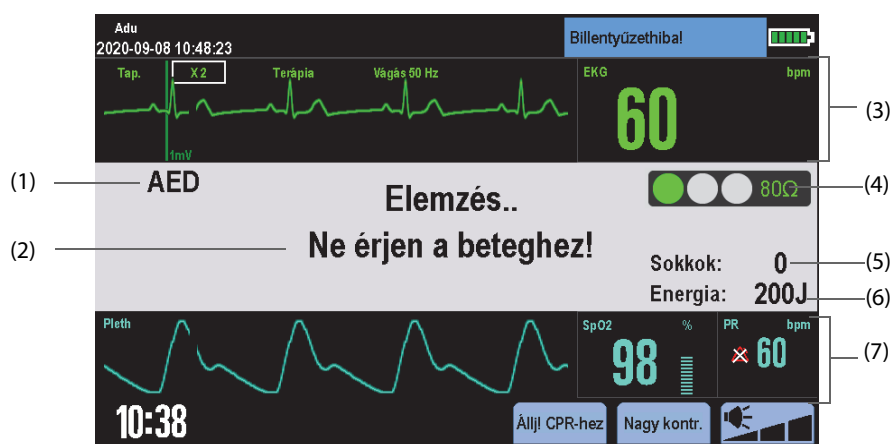 Adu
2020-09-08 10:48:23
Billentyűzethiba!
Tap. X 2 Terápia Vágás 50 Hz
1mV
EKG bpm
60
(3)
(1)
AED
(2)
Elemzés..
Ne érjen a beteghez!
80Ω
(4)
Sokkok: 0
(5)
Energia: 200J
(6)
Pleth
SpO2 %
98
PR bpm
60
(7)
10:38
Állj! CPR-hez
Nagy kontr.